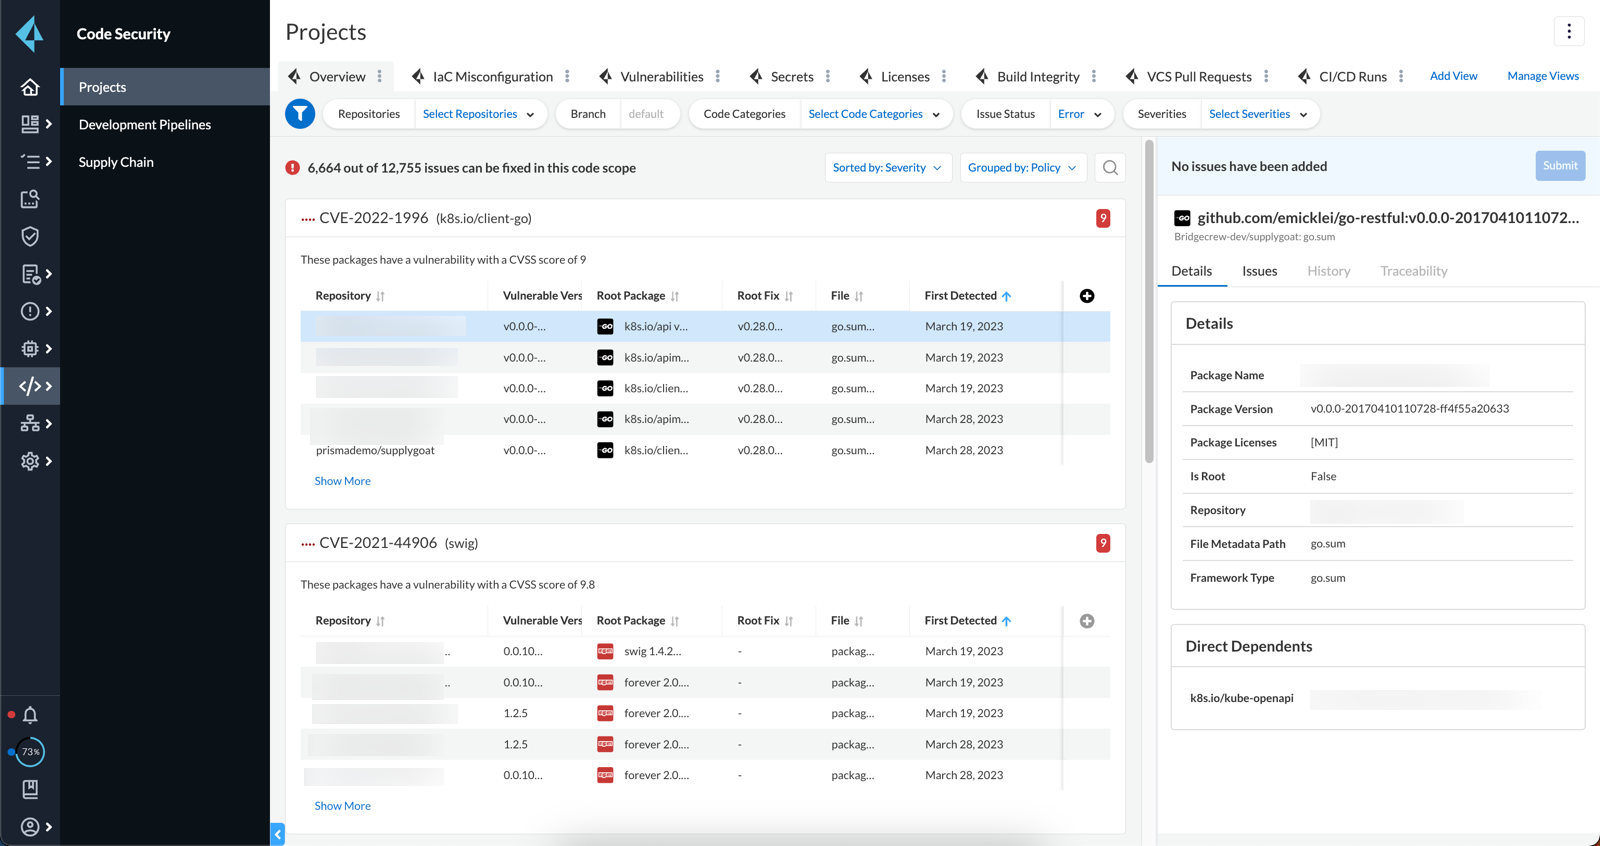 Code Security
Projects
Development Pipelines
Supply Chain
73%
Projects
Overview IaC Misconfiguration Vulnerabilities Secrets Licenses Build Integrity VCS Pull Requests CI/CD Runs Add View Manage Views
Repositories Select Repositories Branch default Code Categories Select Code Categories Issue Status Error Severities Select Severities
6,664 out of 12,755 issues can be fixed in this code scope
Sorted by: Severity Grouped by: Policy
CVE-2022-1996 (k8s.io/client-go) 9
These packages have a vulnerability with a CVSS score of 9
Repository Vulnerable Vers Root Package Root Fix File First Detected
v0.0.0-... GO k8s.io/api v... v0.28.0... go.sum... March 19, 2023
v0.0.0-... GO k8s.io/apim... v0.28.0... go.sum... March 19, 2023
v0.0.0-... GO k8s.io/clien... v0.28.0... go.sum... March 19, 2023
v0.0.0-... GO k8s.io/apim... v0.28.0... go.sum... March 28, 2023
prismademo/supplygoat v0.0.0-... GO k8s.io/clien... v0.28.0... go.sum... March 28, 2023
Show More
CVE-2021-44906 (swig) 9
These packages have a vulnerability with a CVSS score of 9.8
Repository Vulnerable Vers Root Package Root Fix File First Detected
.. 0.0.10... npm swig 1.4.2... - packag... March 19, 2023
.. 0.0.10... npm forever 2.0.... - packag... March 19, 2023
1.2.5 npm forever 2.0.... - packag... March 19, 2023
1.2.5 npm forever 2.0.... - packag... March 28, 2023
0.0.10... npm forever 2.0.... - packag... March 28, 2023
Show More
No issues have been added
Submit
GO github.com/emicklei/go-restful:v0.0.0-2017041011072...
Bridgecrew-dev/supplygoat: go.sum
Details Issues History Traceability
Details
Package Name
Package Version v0.0.0-20170410110728-ff4f55a20633
Package Licenses [MIT]
Is Root False
Repository
File Metadata Path go.sum
Framework Type go.sum
Direct Dependents
k8s.io/kube-openapi